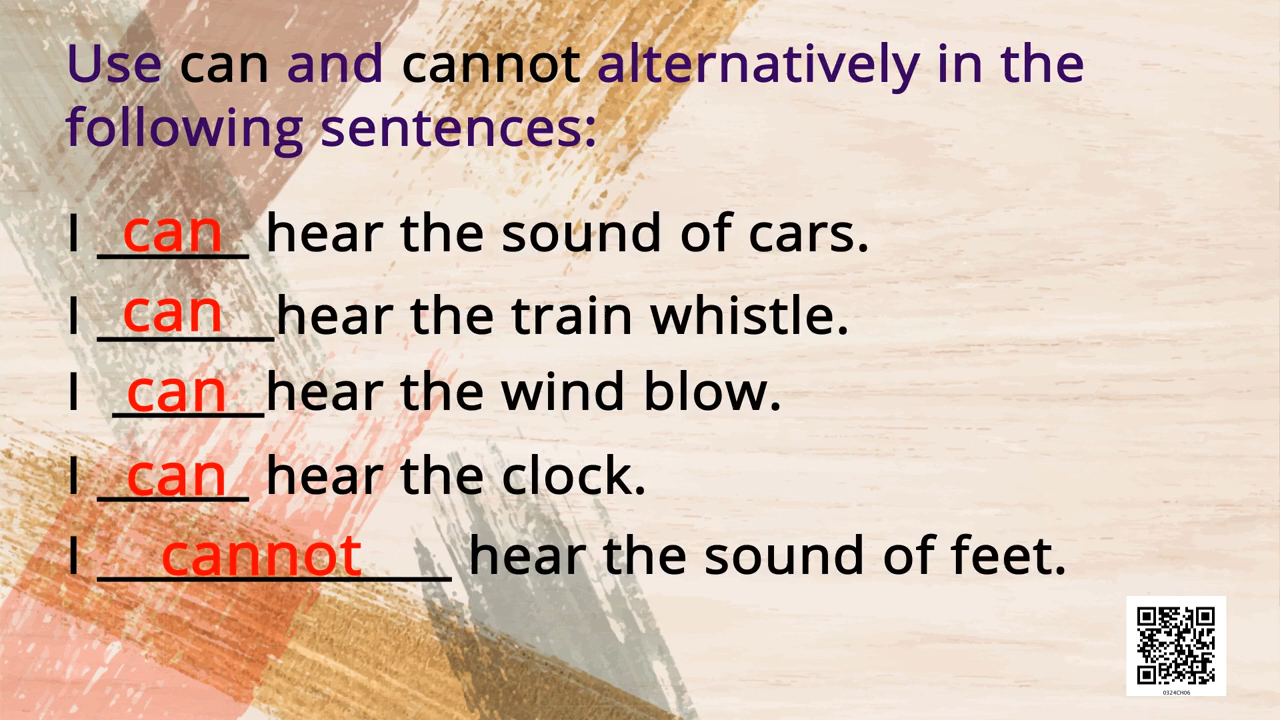 Use can and cannot alternatively in the
following sentences:
I can hear the sound of cars.
I can hear the train whistle.
I can hear the wind blow.
I can hear the clock.
I cannot hear the sound of feet.
0324CH06